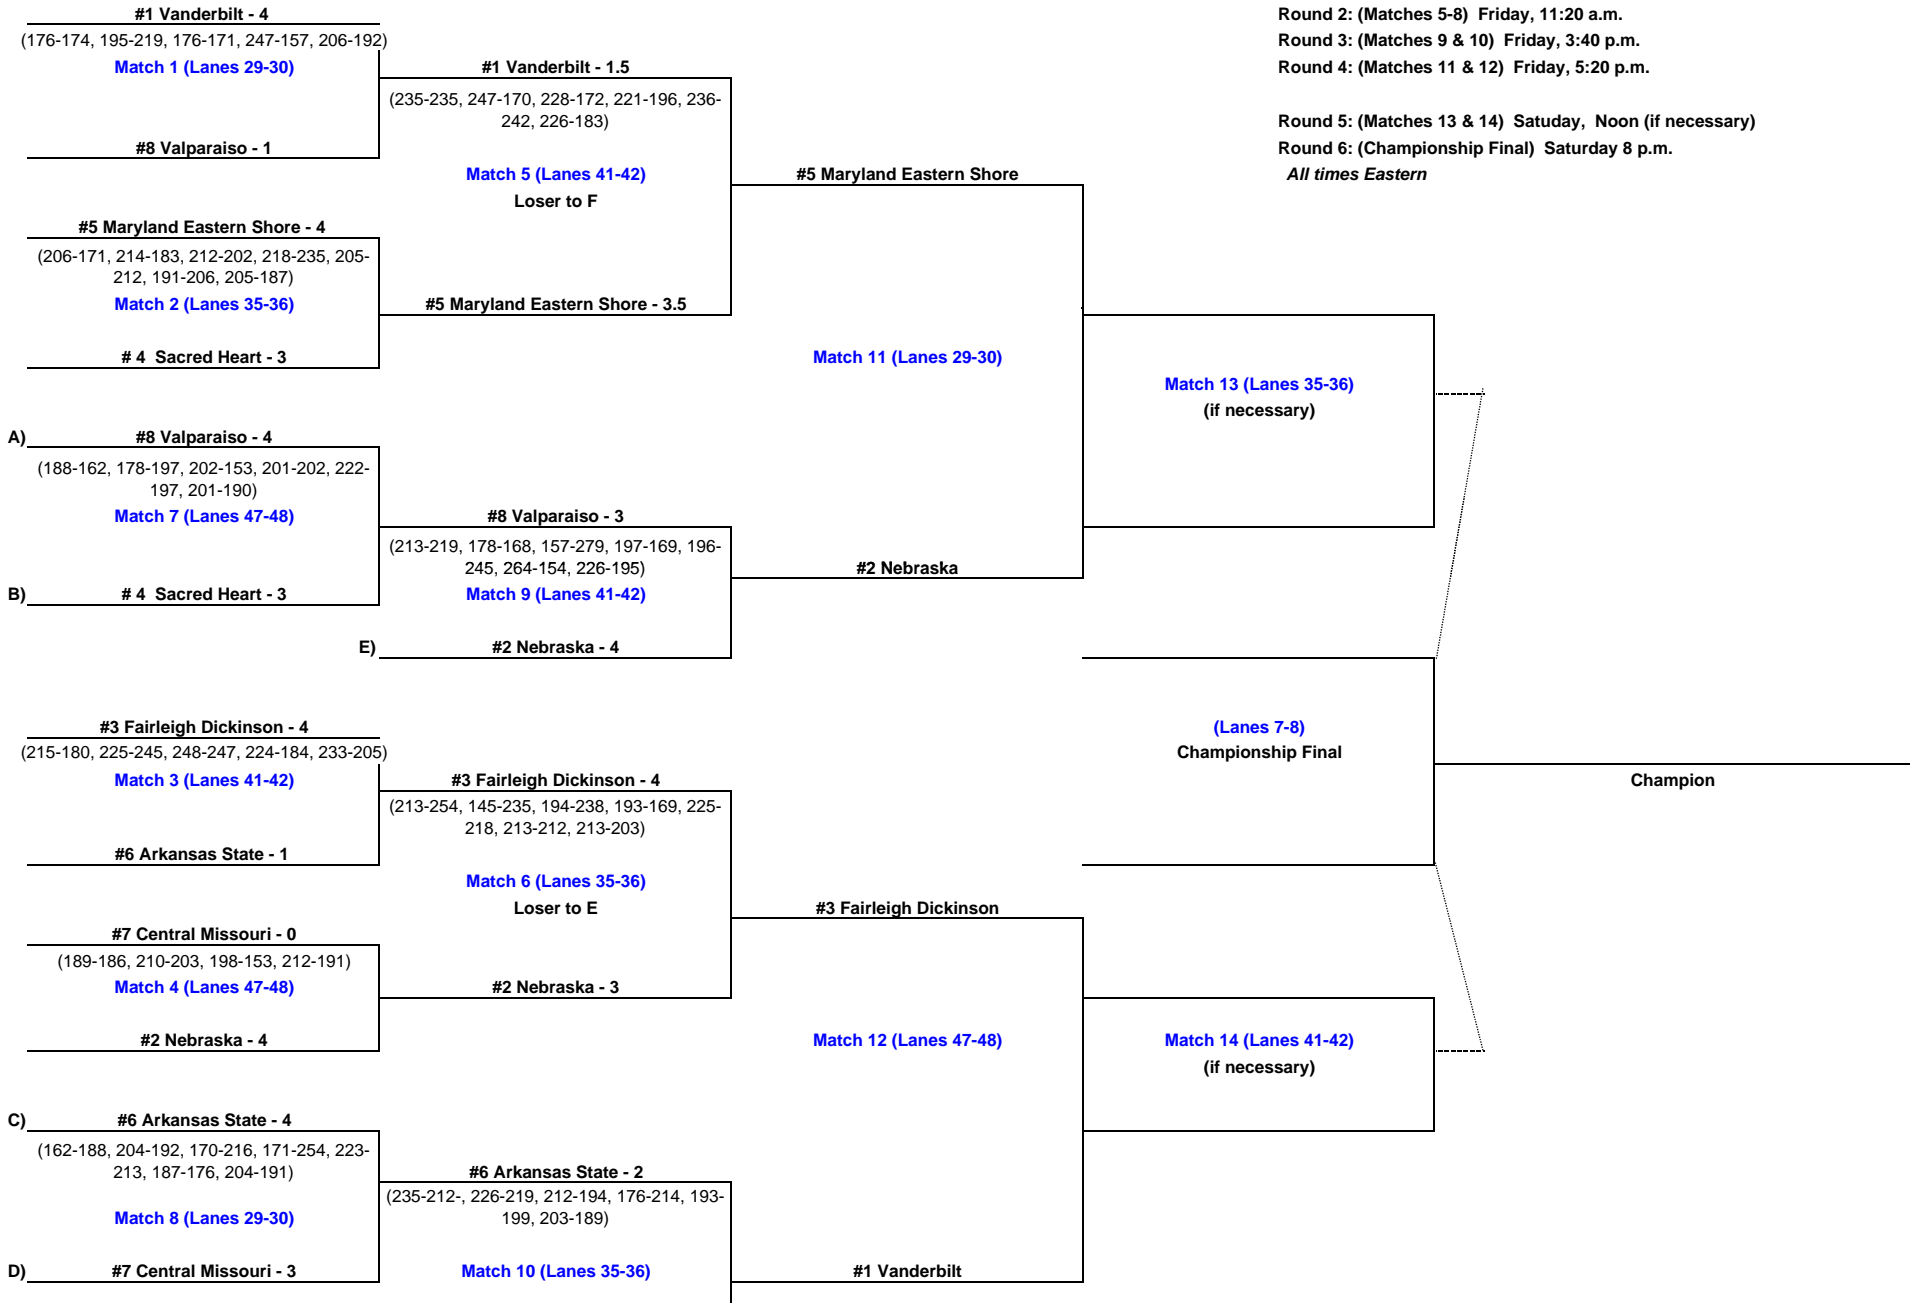 #1 Vanderbilt - 4
(176-174, 195-219, 176-171, 247-157, 206-192)
Match 1 (Lanes 29-30)
#8 Valparaiso - 1
#1 Vanderbilt - 1.5
(235-235, 247-170, 228-172, 221-196, 236-
242, 226-183)
Match 5 (Lanes 41-42)
Loser to F
#5 Maryland Eastern Shore - 4
(206-171, 214-183, 212-202, 218-235, 205-
212, 191-206, 205-187)
Match 2 (Lanes 35-36)
# 4 Sacred Heart - 3
#5 Maryland Eastern Shore - 3.5
#5 Maryland Eastern Shore
Round 2: (Matches 5-8) Friday, 11:20 a.m.
Round 3: (Matches 9 & 10) Friday, 3:40 p.m.
Round 4: (Matches 11 & 12) Friday, 5:20 p.m.
Round 5: (Matches 13 & 14) Satuday, Noon (if necessary)
Round 6: (Championship Final) Saturday 8 p.m.
All times Eastern
Match 11 (Lanes 29-30)
Match 13 (Lanes 35-36)
(if necessary)
A)
#8 Valparaiso - 4
(188-162, 178-197, 202-153, 201-202, 222-
197, 201-190)
Match 7 (Lanes 47-48)
B)
# 4 Sacred Heart - 3
#8 Valparaiso - 3
(213-219, 178-168, 157-279, 197-169, 196-
245, 264-154, 226-195)
Match 9 (Lanes 41-42)
E)
#2 Nebraska - 4
#2 Nebraska
#3 Fairleigh Dickinson - 4
(215-180, 225-245, 248-247, 224-184, 233-205)
Match 3 (Lanes 41-42)
#6 Arkansas State - 1
#3 Fairleigh Dickinson - 4
(213-254, 145-235, 194-238, 193-169, 225-
218, 213-212, 213-203)
Match 6 (Lanes 35-36)
Loser to E
#7 Central Missouri - 0
(189-186, 210-203, 198-153, 212-191)
Match 4 (Lanes 47-48)
#2 Nebraska - 4
#2 Nebraska - 3
#3 Fairleigh Dickinson
(Lanes 7-8)
Championship Final
Champion
Match 12 (Lanes 47-48)
Match 14 (Lanes 41-42)
(if necessary)
C)
#6 Arkansas State - 4
(162-188, 204-192, 170-216, 171-254, 223-
213, 187-176, 204-191)
Match 8 (Lanes 29-30)
D)
#7 Central Missouri - 3
#6 Arkansas State - 2
(235-212-, 226-219, 212-194, 176-214, 193-
199, 203-189)
Match 10 (Lanes 35-36)
#1 Vanderbilt